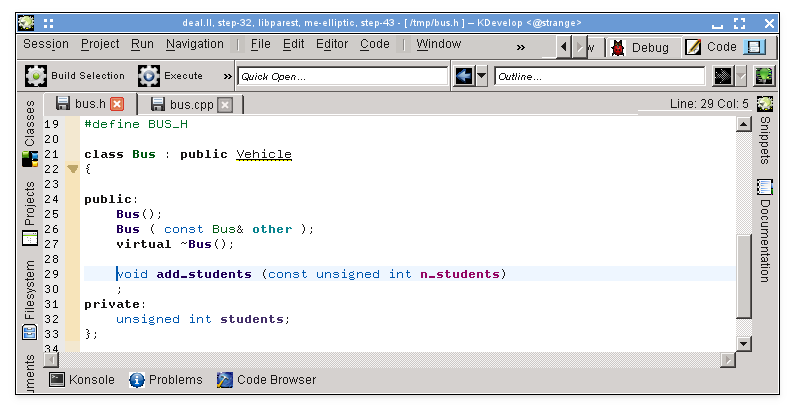 deal.II, step-32, libparest, me-elliptic, step-43 - [ /tmp/bus.h ] – KDevelop <@strange>
Session Project Run Navigation File Edit Editor Code Window » w Debug Code
Build Selection Execute » Quick Open... Outline...
bus.h bus.cpp Line: 29 Col: 5
Classes
Projects
Filesystem
uments
Snippets
Documentation
19 #define BUS_H
20
21 class Bus : public Vehicle
22 {
23
24 public:
25 Bus();
26 Bus ( const Bus& other );
27 virtual ~Bus();
28
29 void add_students (const unsigned int n_students)
30 ;
31 private:
32 unsigned int students;
33 };
34
Konsole Problems Code Browser